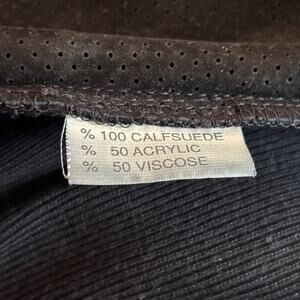 % 100 CALFSUEDE
% 50 ACRYLIC
% 50 VISCOSE